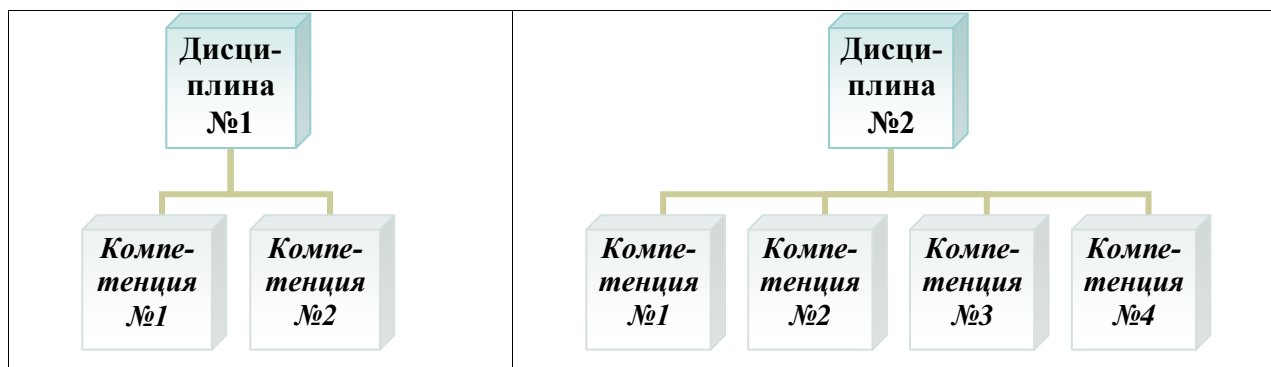 Дисци-
плина
№1
Компе-
тенция
№1
Компе-
тенция
№2
Дисци-
плина
№2
Компе-
тенция
№1
Компе-
тенция
№2
Компе-
тенция
№3
Компе-
тенция
№4